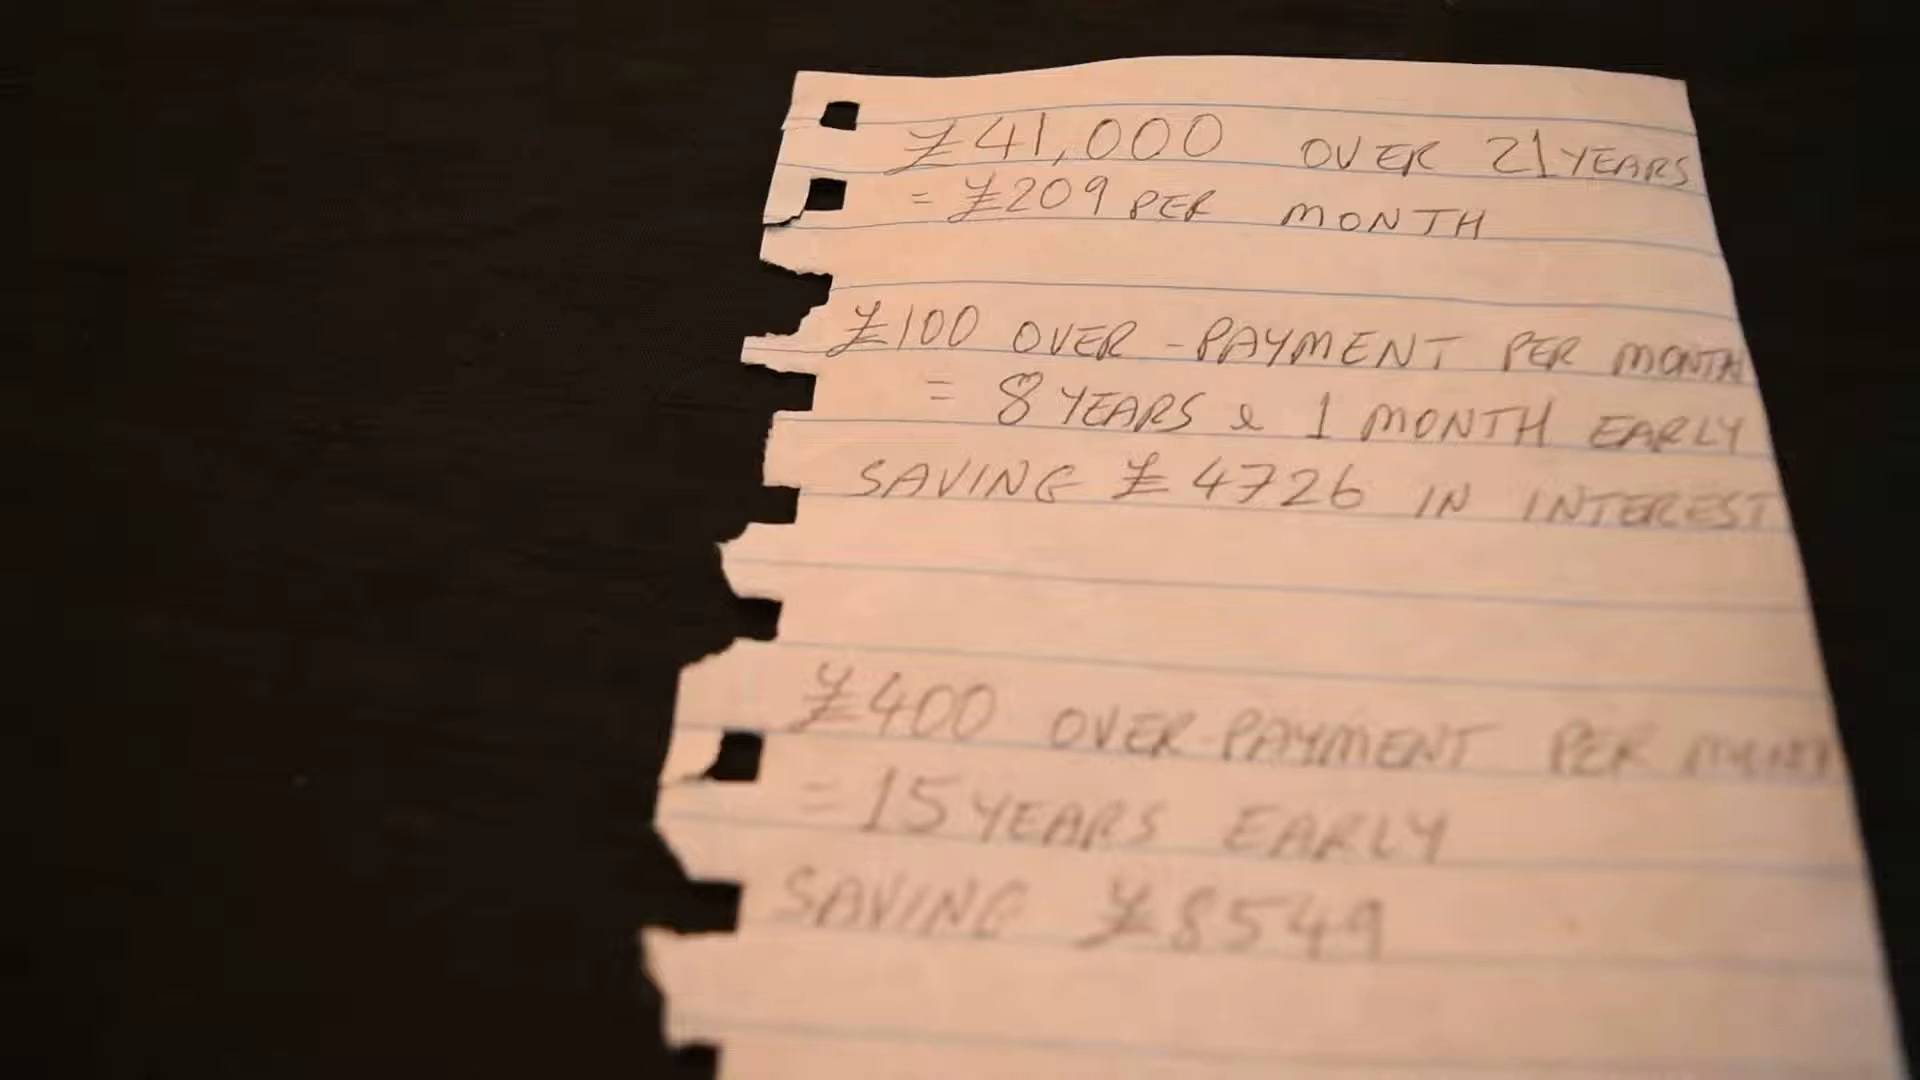 £41,000 OVER 21 YEARS
= £209 PER MONTH
£100 OVER-PAYMENT PER MONTH
= 8 YEARS & 1 MONTH EARLY
SAVING £4726 IN INTEREST
£400 OVER-PAYMENT PER MONT
= 15 YEARS EARLY
SAVING £8549